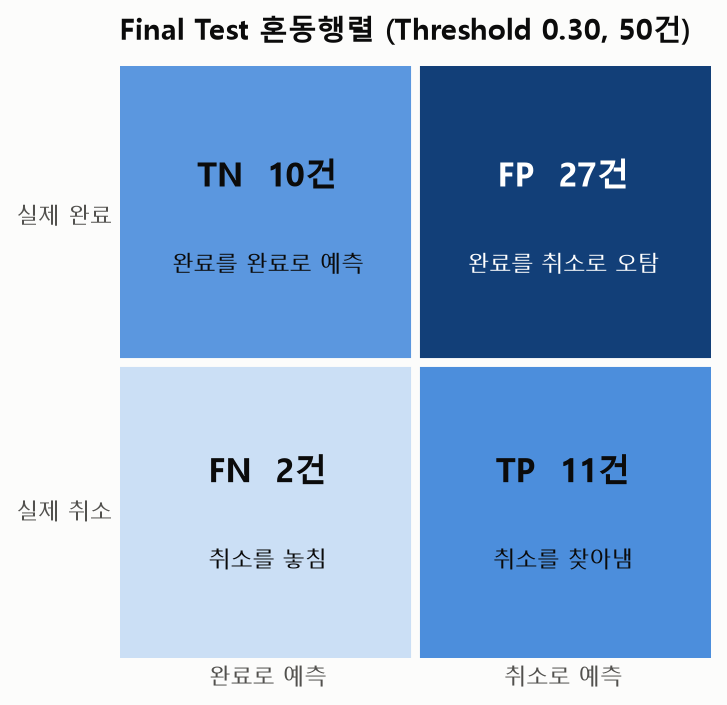 Final Test 혼동행렬 (Threshold 0.30, 50건)
실제 완료
TN 10건
완료를 완료로 예측
FP 27건
완료를 취소로 오탐
실제 취소
FN 2건
취소를 놓침
TP 11건
취소를 찾아냄
완료로 예측
취소로 예측